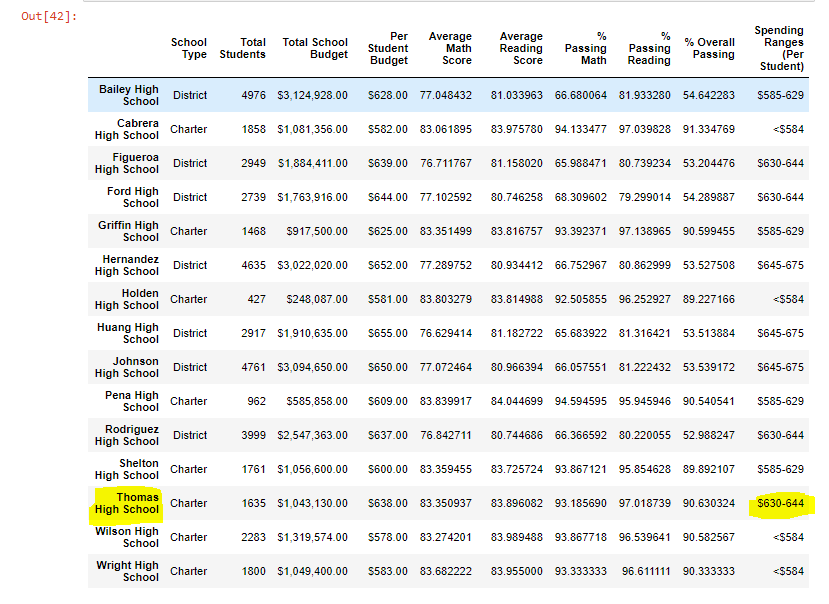 Out[42]:
School Type Total Students Total School Budget Per Student Budget Average Math Score Average Reading Score % Passing Math % Passing Reading % Overall Passing Spending Ranges (Per Student)
Bailey High School District 4976 $3,124,928.00 $628.00 77.048432 81.033963 66.680064 81.933280 54.642283 $585-629
Cabrera High School Charter 1858 $1,081,356.00 $582.00 83.061895 83.975780 94.133477 97.039828 91.334769 <$584
Figueroa High School District 2949 $1,884,411.00 $639.00 76.711767 81.158020 65.988471 80.739234 53.204476 $630-644
Ford High School District 2739 $1,763,916.00 $644.00 77.102592 80.746258 68.309602 79.299014 54.289887 $630-644
Griffin High School Charter 1468 $917,500.00 $625.00 83.351499 83.816757 93.392371 97.138965 90.599455 $585-629
Hernandez High School District 4635 $3,022,020.00 $652.00 77.289752 80.934412 66.752967 80.862999 53.527508 $645-675
Holden High School Charter 427 $248,087.00 $581.00 83.803279 83.814988 92.505855 96.252927 89.227166 <$584
Huang High School District 2917 $1,910,635.00 $655.00 76.629414 81.182722 65.683922 81.316421 53.513884 $645-675
Johnson High School District 4761 $3,094,650.00 $650.00 77.072464 80.966394 66.057551 81.222432 53.539172 $645-675
Pena High School Charter 962 $585,858.00 $609.00 83.839917 84.044699 94.594595 95.945946 90.540541 $585-629
Rodriguez High School District 3999 $2,547,363.00 $637.00 76.842711 80.744686 66.366592 80.220055 52.988247 $630-644
Shelton High School Charter 1761 $1,056,600.00 $600.00 83.359455 83.725724 93.867121 95.854628 89.892107 $585-629
Thomas High School Charter 1635 $1,043,130.00 $638.00 83.350937 83.896082 93.185690 97.018739 90.630324 $630-644
Wilson High School Charter 2283 $1,319,574.00 $578.00 83.274201 83.989488 93.867718 96.539641 90.582567 <$584
Wright High School Charter 1800 $1,049,400.00 $583.00 83.682222 83.955000 93.333333 96.611111 90.333333 <$584